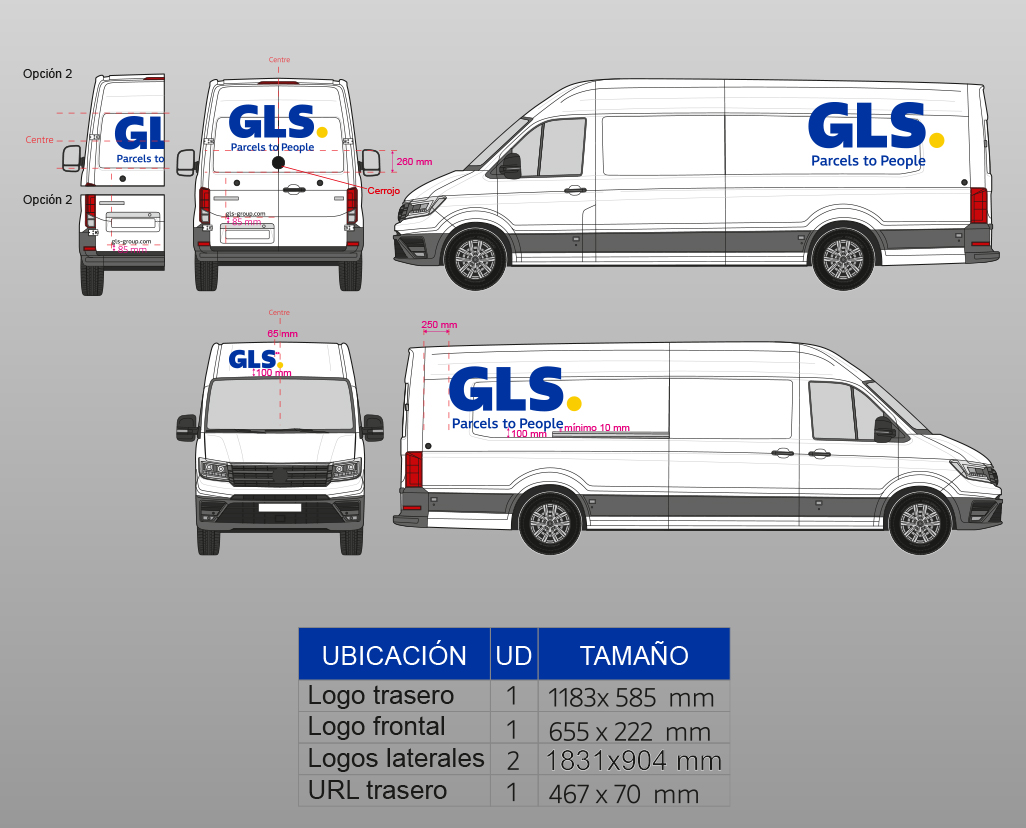 Opción 2
Centre
GL
Parcels to
Opción 2
gls-group.com
85 mm
Centre
GLS.
Parcels to People
260 mm
Cerrojo
gls-group.com
85 mm
GLS.
Parcels to People
Centre
65 mm
GLS.
100 mm
250 mm
GLS.
Parcels to People
100 mm
mínimo 10 mm
UBICACIÓN UD TAMAÑO
Logo trasero 1 1183x 585 mm
Logo frontal 1 655 x 222 mm
Logos laterales 2 1831x904 mm
URL trasero 1 467 x 70 mm